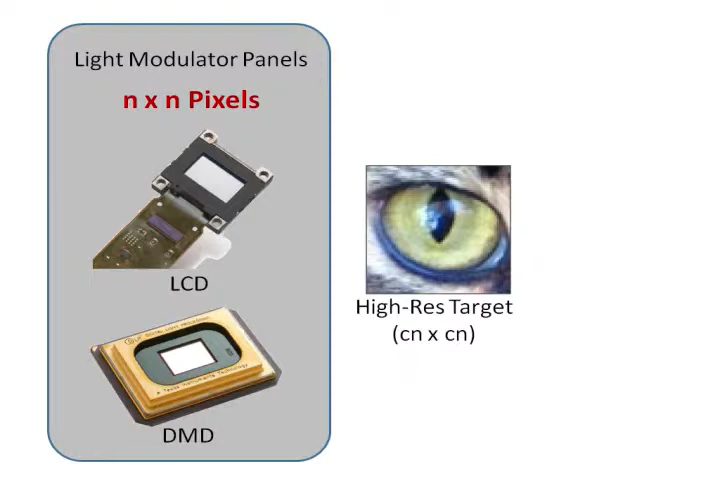 Light Modulator Panels
n x n Pixels
LCD
DMD
High-Res Target
(cn x cn)